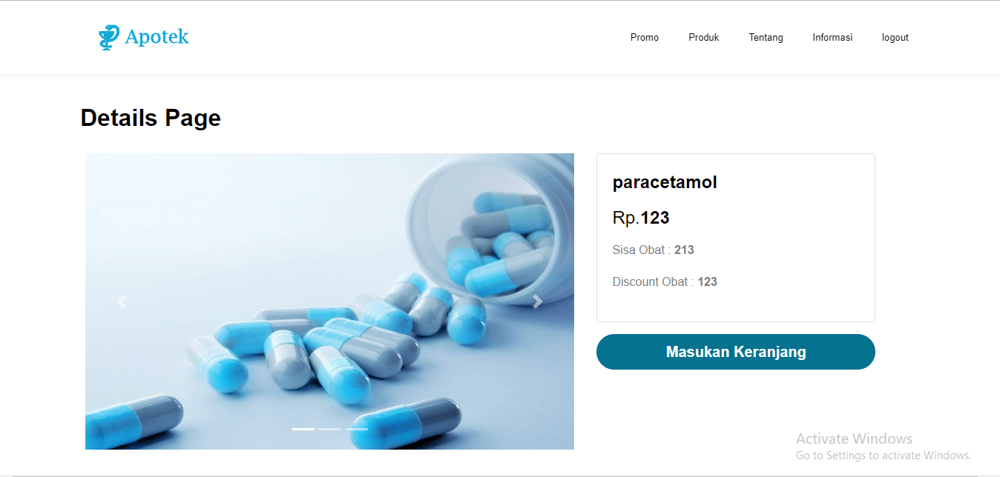 Apotek
Promo Produk Tentang Informasi logout
Details Page
paracetamol
Rp.123
Sisa Obat : 213
Discount Obat : 123
Masukan Keranjang
Activate Windows
Go to Settings to activate Windows.